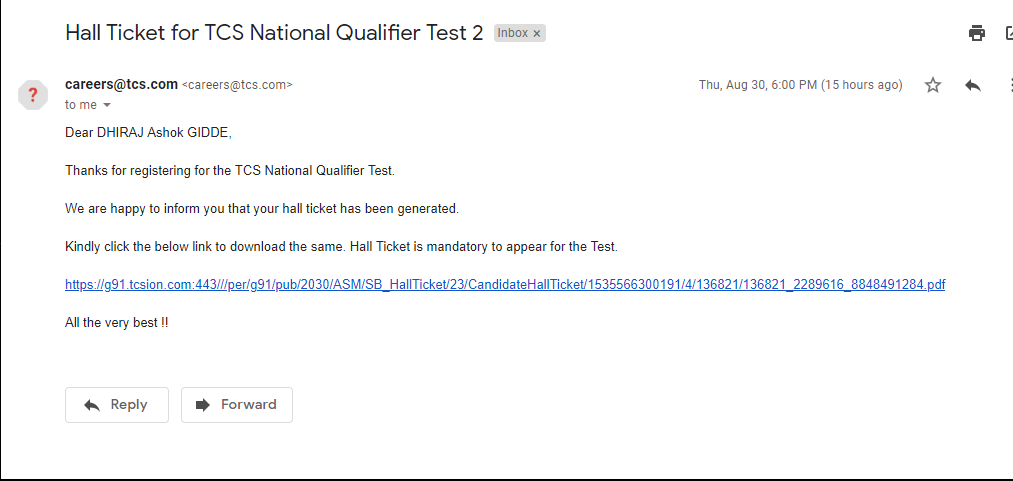 Hall Ticket for TCS National Qualifier Test 2 Inbox ×
careers@tcs.com <careers@tcs.com> Thu, Aug 30, 6:00 PM (15 hours ago)
?
to me
Dear DHIRAJ Ashok GIDDE,
Thanks for registering for the TCS National Qualifier Test.
We are happy to inform you that your hall ticket has been generated.
Kindly click the below link to download the same. Hall Ticket is mandatory to appear for the Test.
https://g91.tcsion.com:443///per/g91/pub/2030/ASM/SB_HallTicket/23/CandidateHallTicket/1535566300191/4/136821/136821_2289616_8848491284.pdf
All the very best !!
Reply Forward